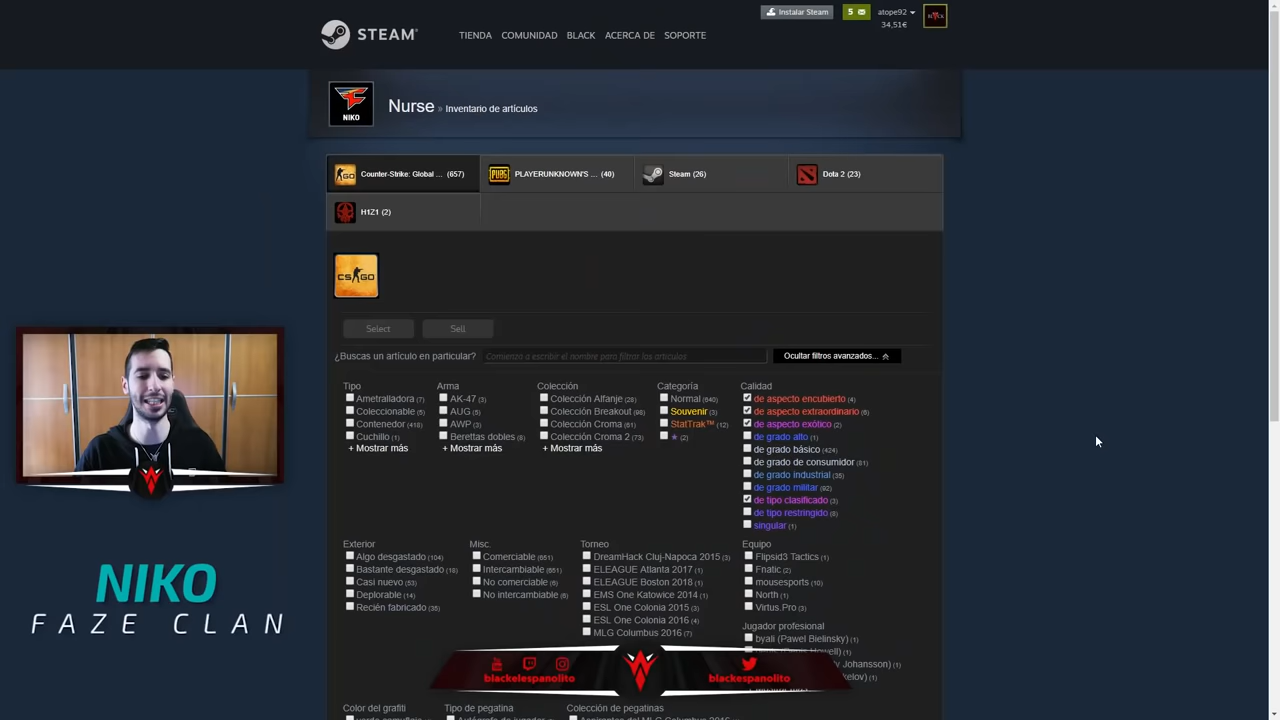 Instalar Steam
5
atope92
34,51€
STEAM®
TIENDA COMUNIDAD BLACK ACERCA DE SOPORTE
NIKO
Nurse » Inventario de artículos
Counter-Strike: Global ... (657)
PUBG
PLAYERUNKNOWN'S ... (40)
Steam (26)
Dota 2 (23)
H1Z1 (2)
CS GO
Select
Sell
¿Buscas un artículo en particular?
Comienza a escribir el nombre para filtrar los artículos
Ocultar filtros avanzados...
Tipo
Ametralladora (7)
Coleccionable (5)
Contenedor (418)
Cuchillo (1)
+ Mostrar más
Arma
AK-47 (3)
AUG (5)
AWP (3)
Berettas dobles (8)
+ Mostrar más
Colección
Colección Alfanje (28)
Colección Breakout (98)
Colección Croma (61)
Colección Croma 2 (73)
+ Mostrar más
Categoría
Normal (640)
Souvenir (3)
StatTrak™ (12)
★ (2)
Calidad
de aspecto encubierto (4)
de aspecto extraordinario (6)
de aspecto exótico (2)
de grado alto (1)
de grado básico (424)
de grado de consumidor (81)
de grado industrial (35)
de grado militar (92)
de tipo clasificado (3)
de tipo restringido (8)
singular (1)
Exterior
Algo desgastado (104)
Bastante desgastado (18)
Casi nuevo (53)
Deplorable (14)
Recién fabricado (35)
Misc.
Comerciable (651)
Intercambiable (651)
No comerciable (6)
No intercambiable (6)
Torneo
DreamHack Cluj-Napoca 2015 (3)
ELEAGUE Atlanta 2017 (1)
ELEAGUE Boston 2018 (1)
EMS One Katowice 2014 (1)
ESL One Colonia 2015 (3)
ESL One Colonia 2016 (4)
MLG Columbus 2016 (7)
Equipo
Flipsid3 Tactics (1)
Fnatic (2)
mousesports (10)
North (1)
Virtus.Pro (3)
Jugador profesional
byali (Pawel Bielinsky) (1)
Howell) (1)
Johansson) (1)
(1)
NIKO
FAZE CLAN
blackelespanolito
blackespanolito
Color del grafiti
Tipo de pegatina
Autógrafo de jugador
Colección de pegatinas